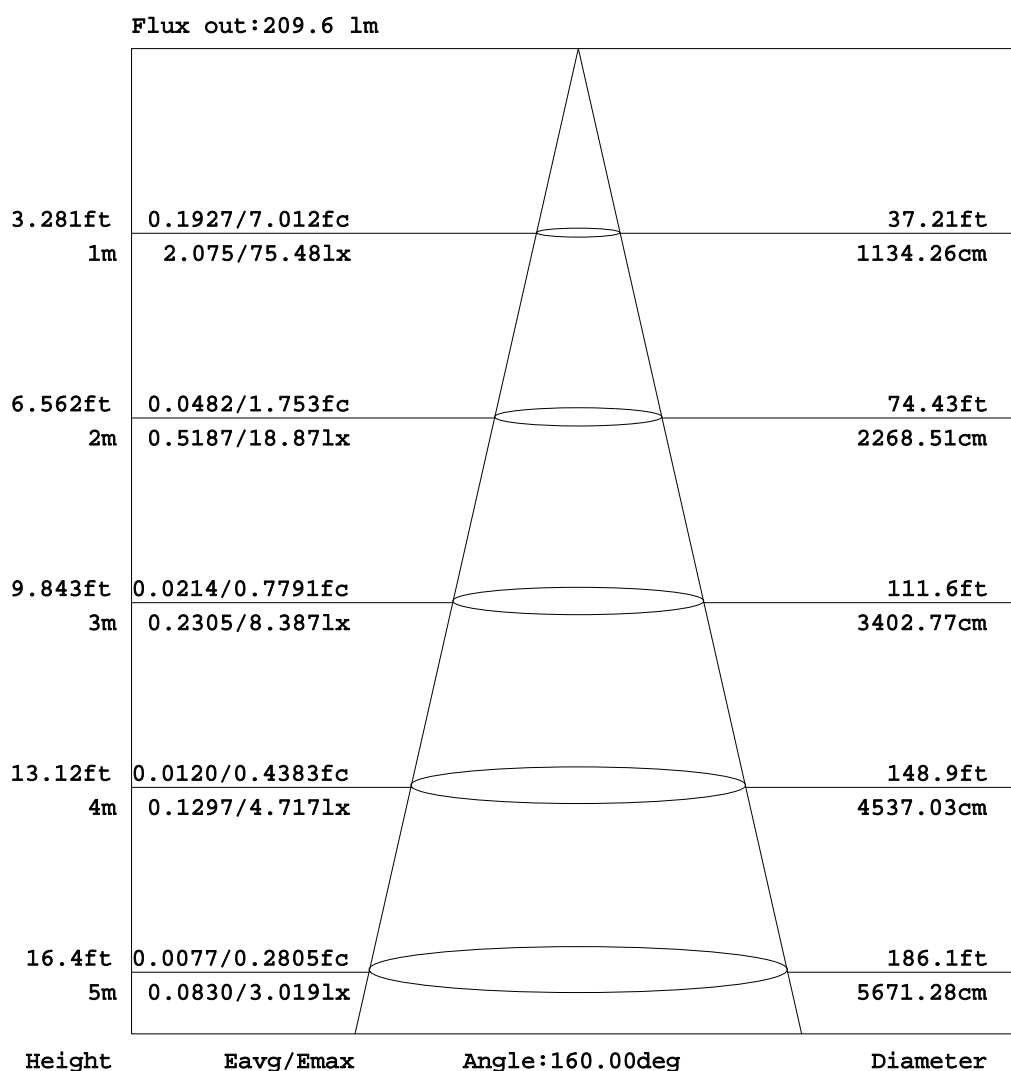 Flux out:209.6 lm
3.281ft 0.1927/7.012fc 37.21ft
1m 2.075/75.48lx 1134.26cm
6.562ft 0.0482/1.753fc 74.43ft
2m 0.5187/18.87lx 2268.51cm
9.843ft 0.0214/0.7791fc 111.6ft
3m 0.2305/8.387lx 3402.77cm
13.12ft 0.0120/0.4383fc 148.9ft
4m 0.1297/4.717lx 4537.03cm
16.4ft 0.0077/0.2805fc 186.1ft
5m 0.0830/3.019lx 5671.28cm
Height Eavg/Emax Angle:160.00deg Diameter